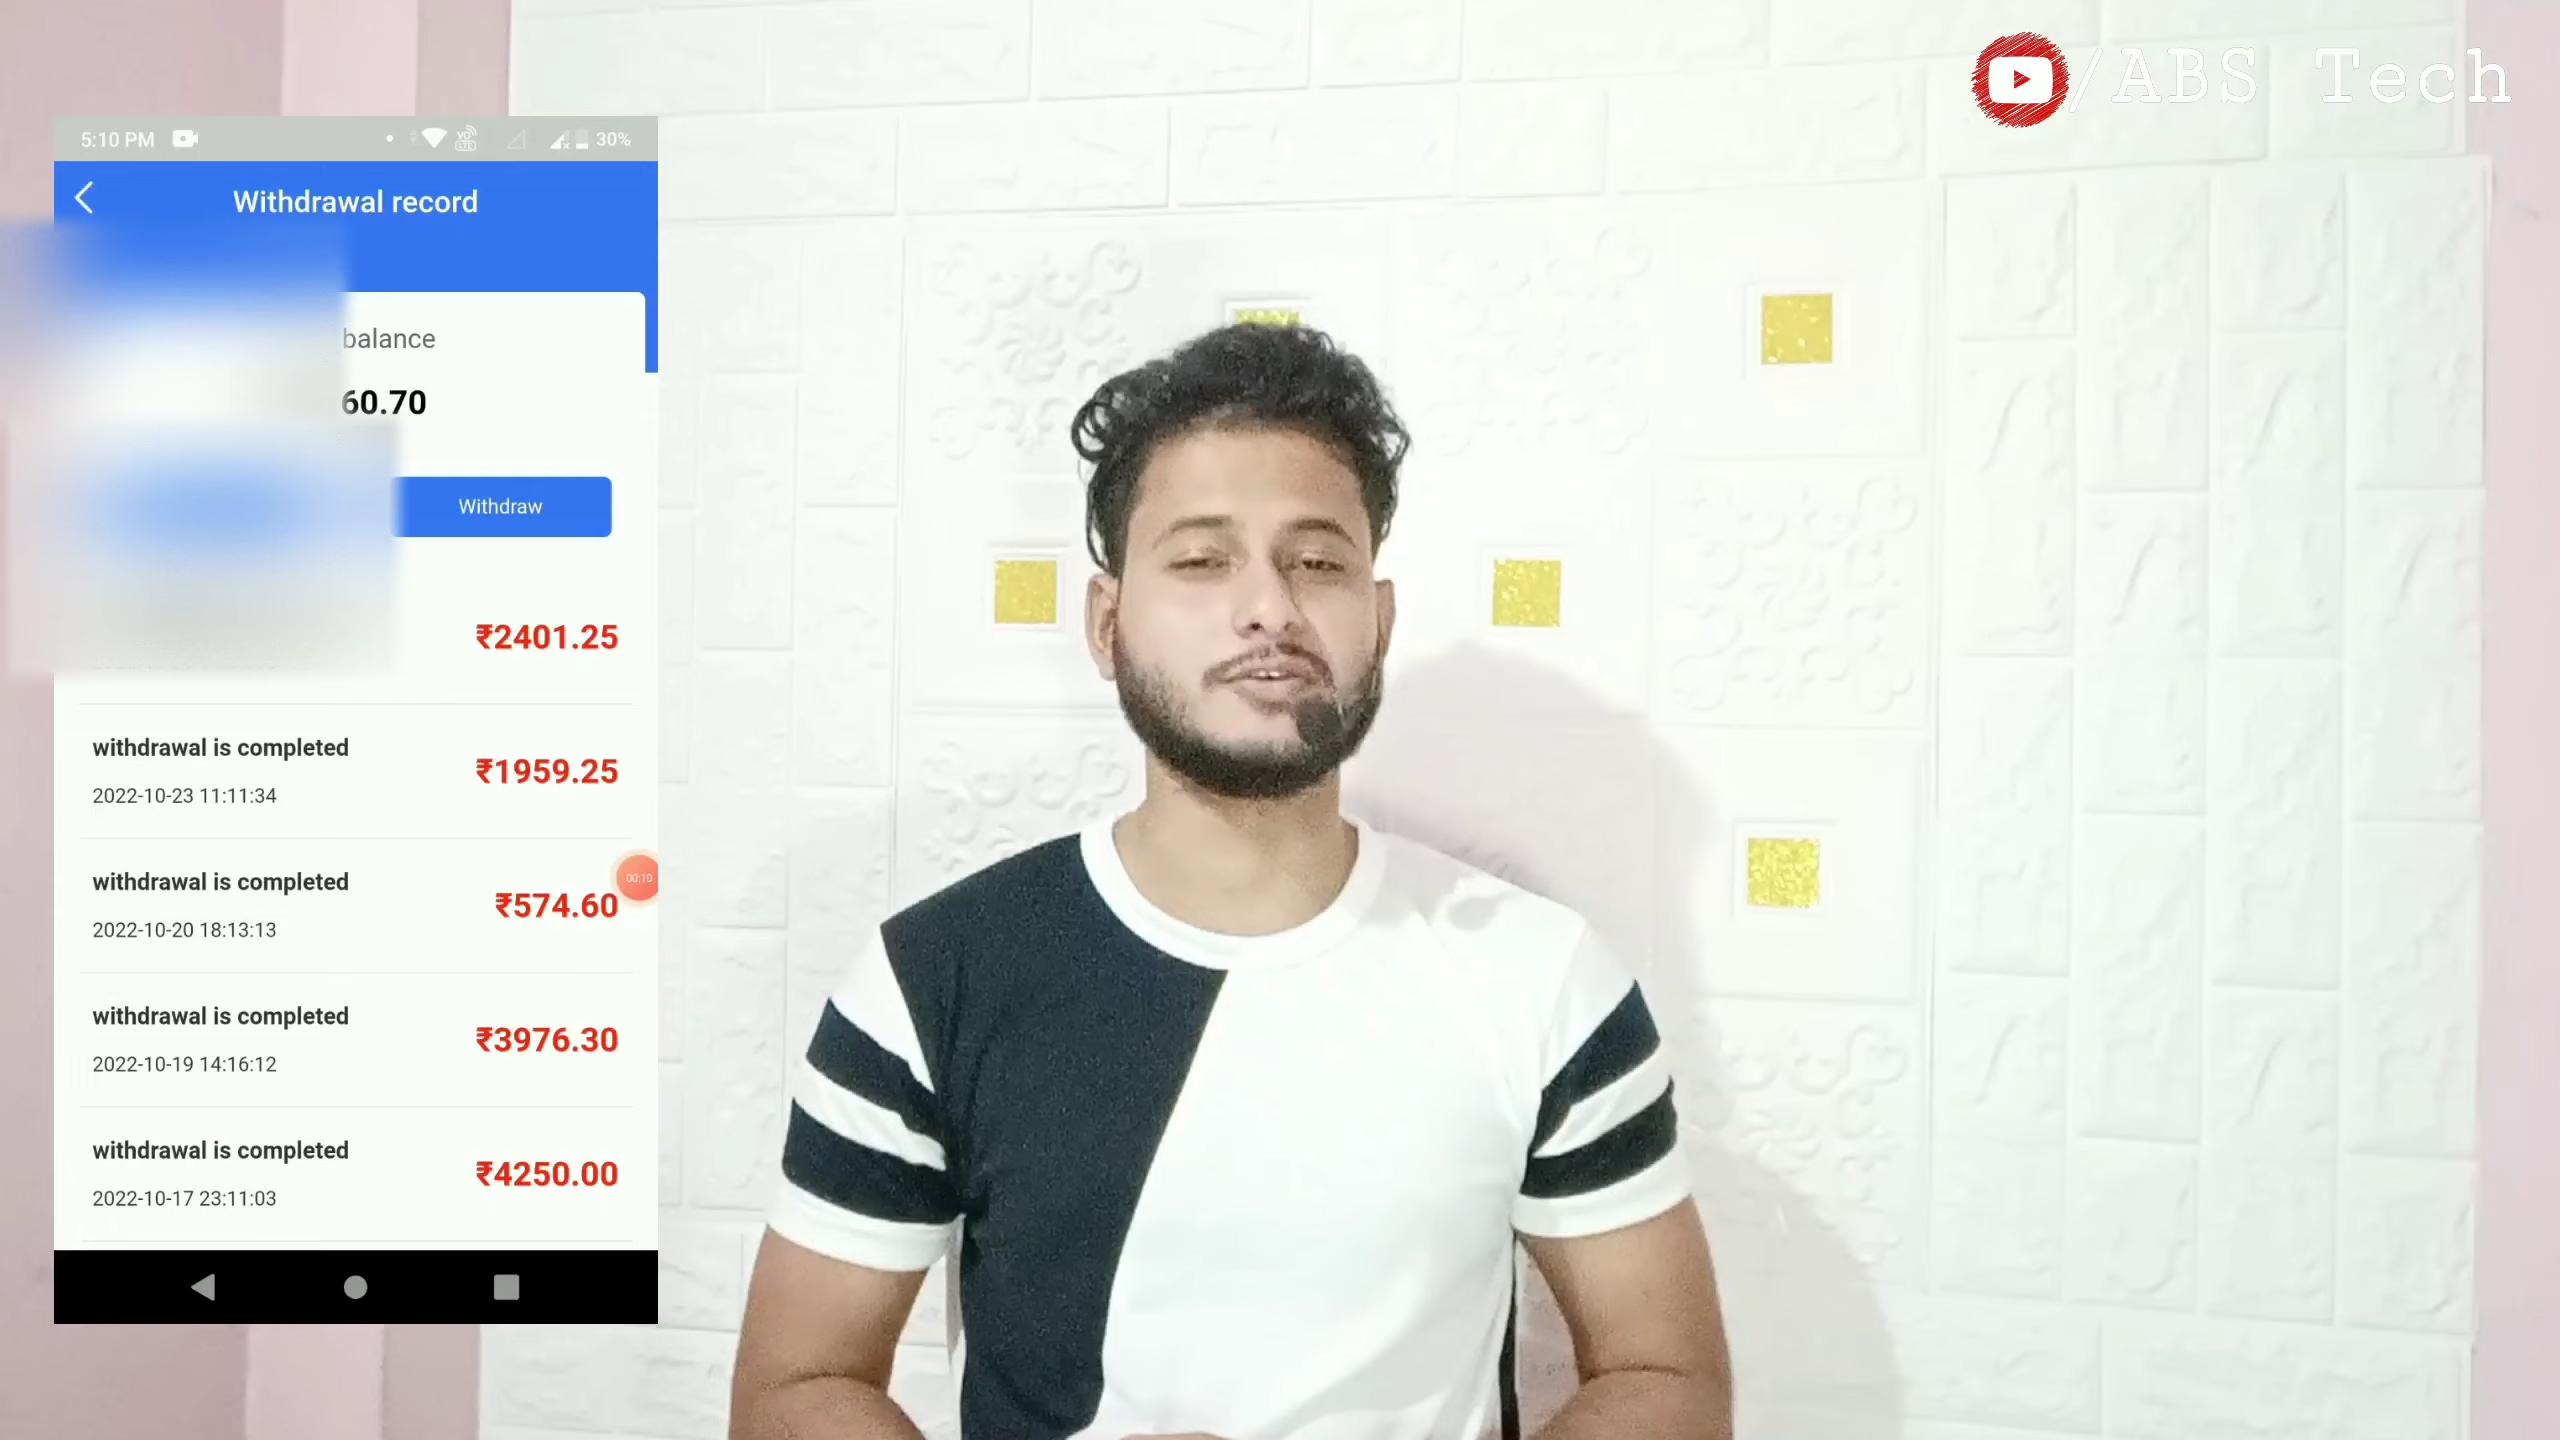 /ABS Tech
5:10 PM
30%
Withdrawal record
balance
60.70
Withdraw
₹2401.25
withdrawal is completed
₹1959.25
2022-10-23 11:11:34
withdrawal is completed
₹574.60
00:10
2022-10-20 18:13:13
withdrawal is completed
₹3976.30
2022-10-19 14:16:12
withdrawal is completed
₹4250.00
2022-10-17 23:11:03